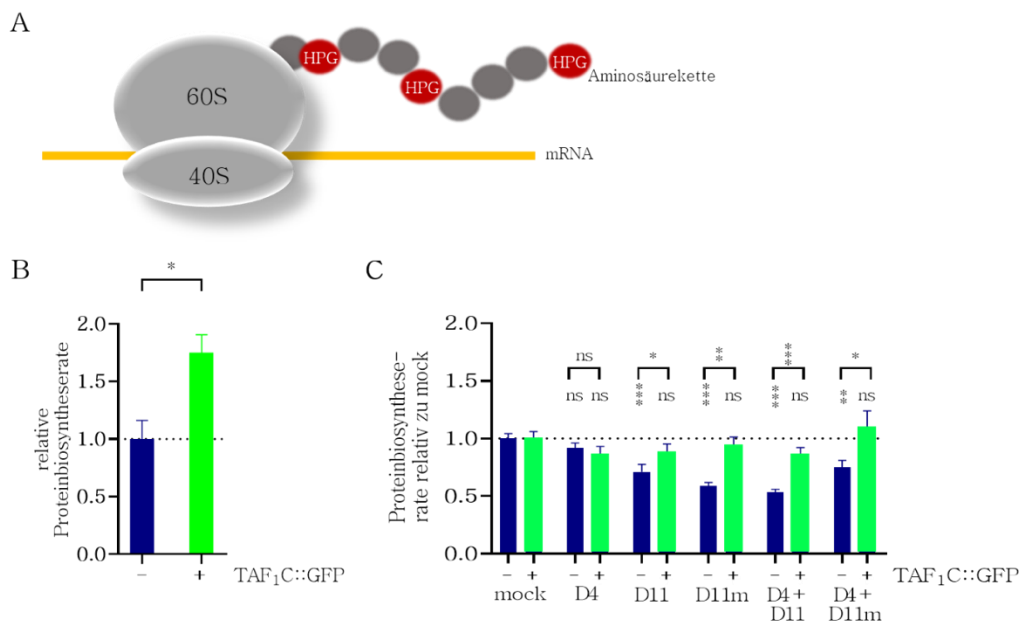 A
HPG
HPG
HPG
Aminosäurekette
60S
mRNA
40S
B
*
relative
Proteinbiosyntheserate
2.0
1.5
1.0
0.5
0.0
- + TAF₁C::GFP
C
Proteinbiosynthese-
rate relativ zu mock
2.0
1.5
1.0
0.5
0.0
ns * ** *** *
ns ns *** ns *** ns *** ns ** ns
- + - + - + - + - + - + TAF₁C::GFP
mock D4 D11 D11m D4+ D4+
D11 D11m